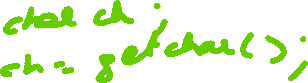 char ch;
ch = getchar();